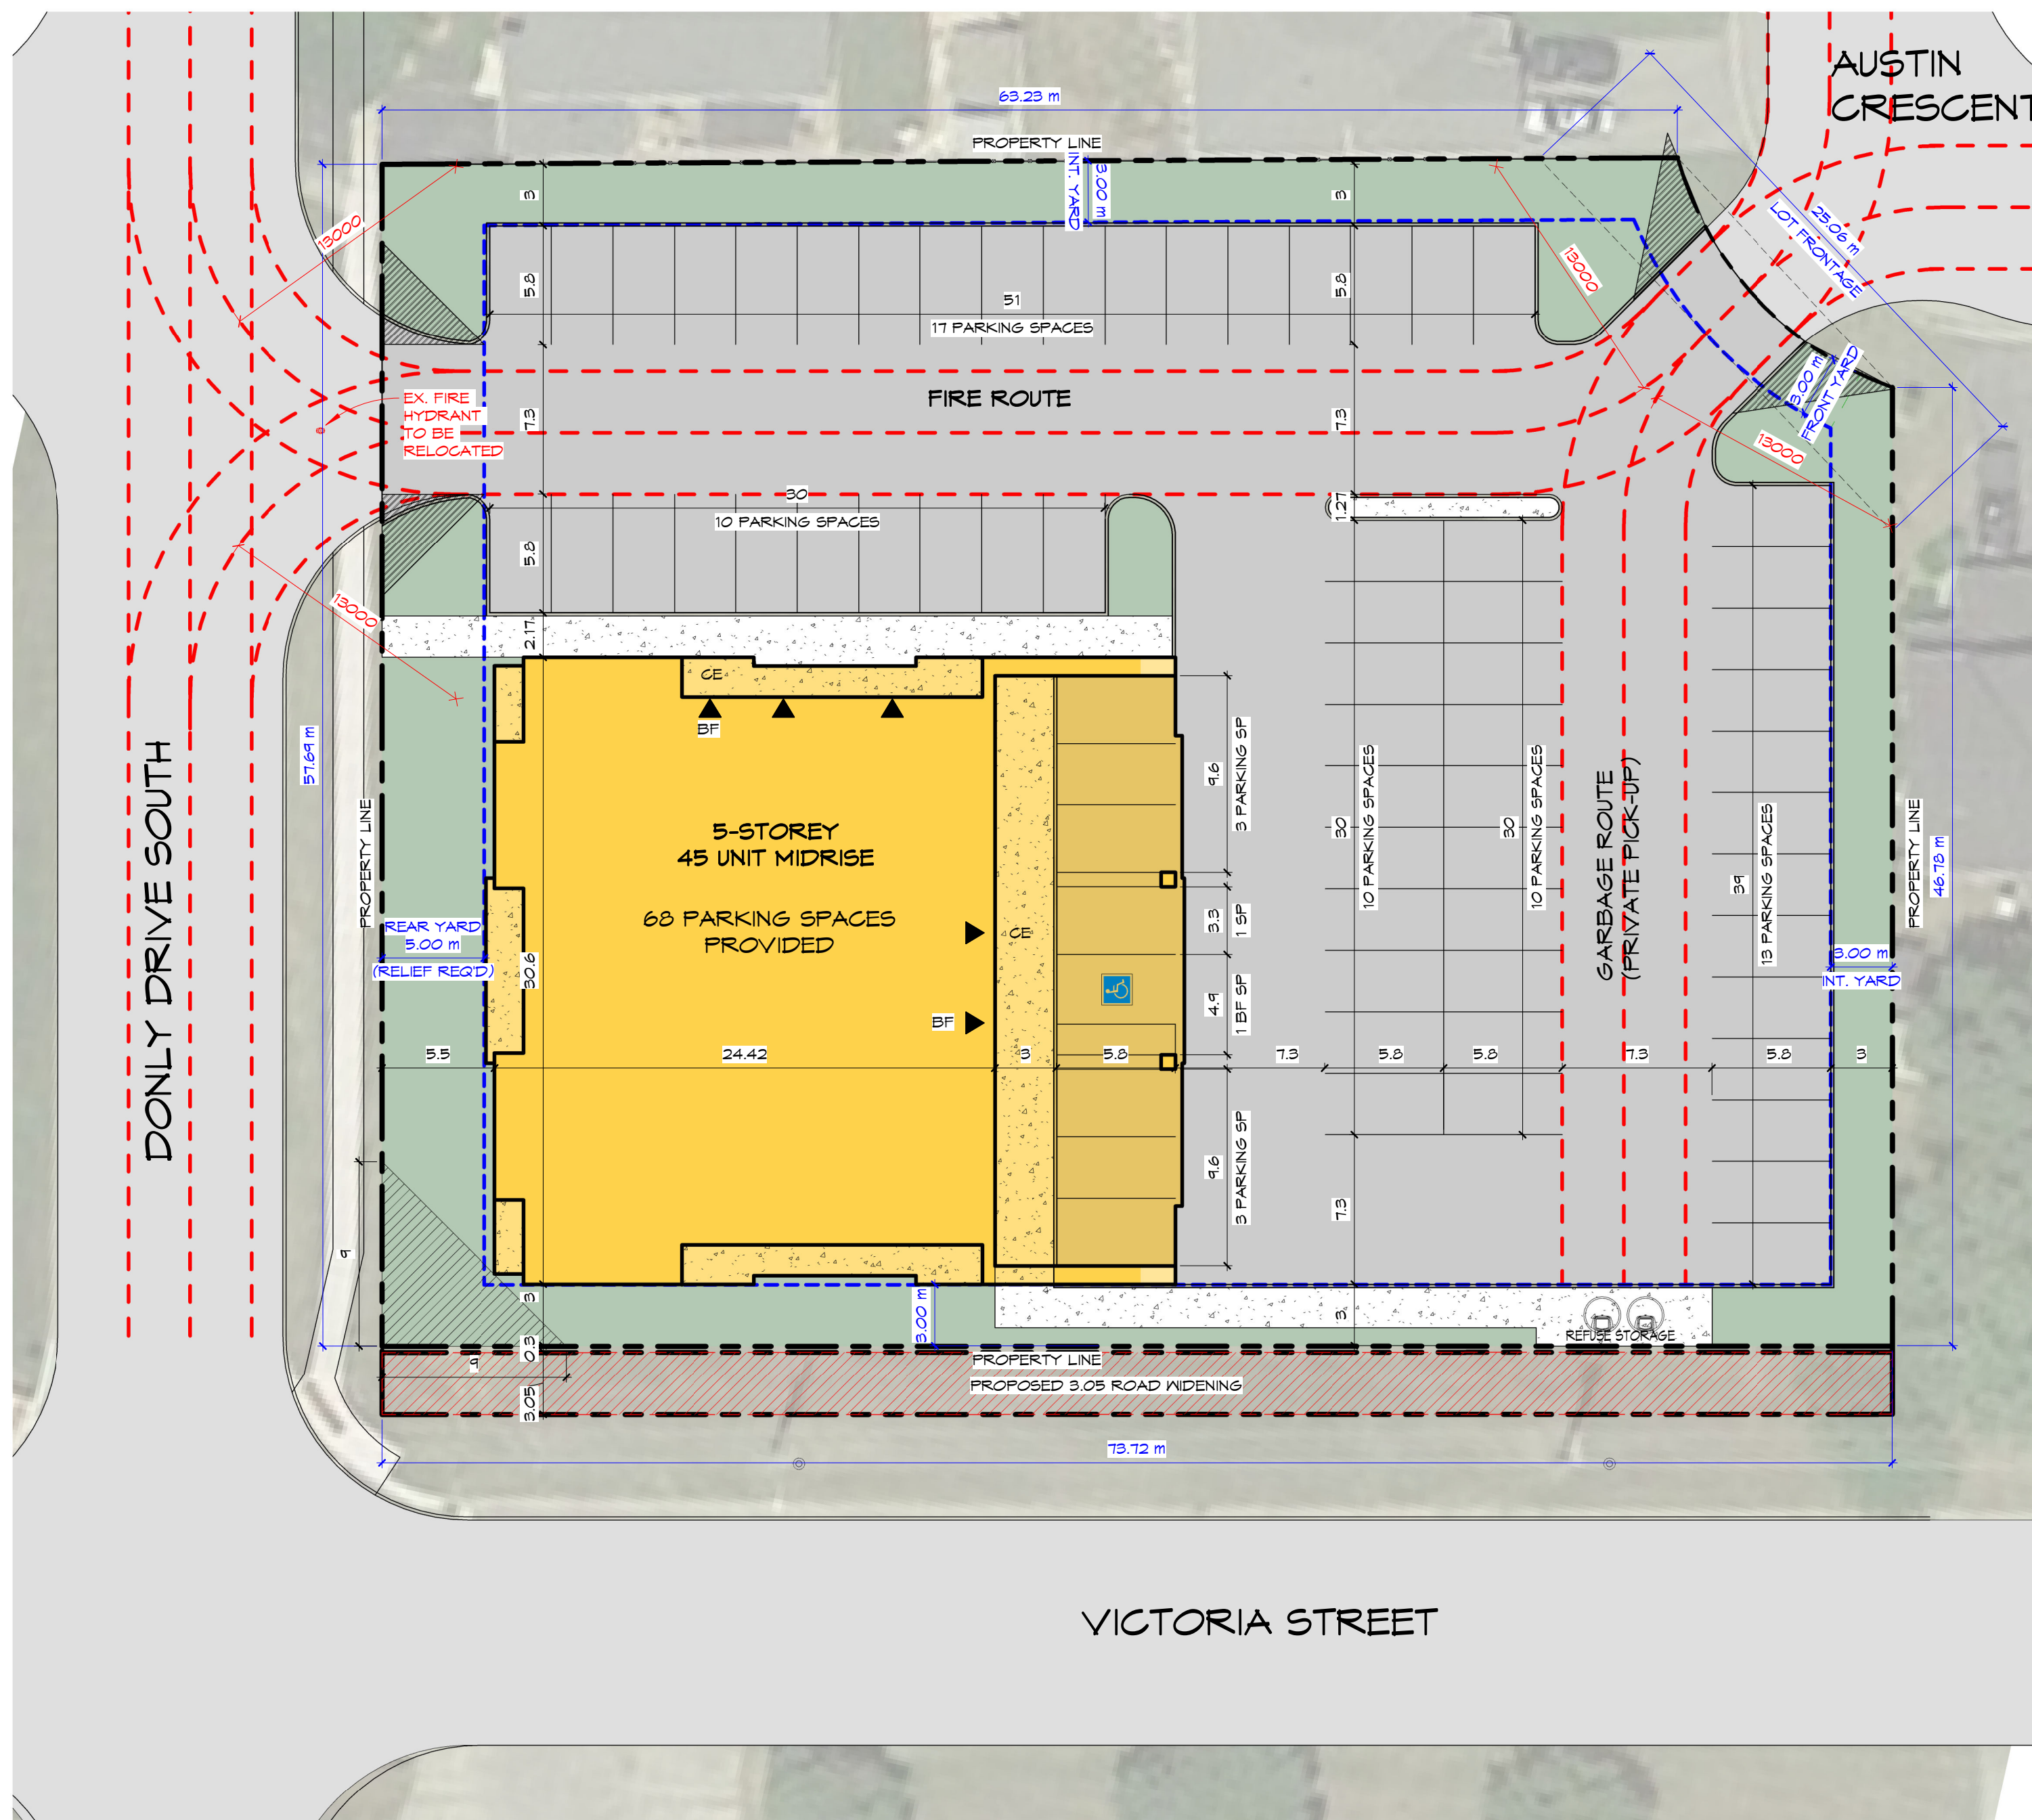 AUSTIN
CRESCENT
63.23 m
PROPERTY LINE
INT. YARD
3.00 m
3
3
13000
25.06 m
LOT FRONTAGE
13000
5.8
5.8
51
17 PARKING SPACES
3.00 m
FRONT YARD
13000
FIRE ROUTE
EX. FIRE
HYDRANT
TO BE
RELOCATED
7.3
7.3
30
10 PARKING SPACES
1.27
5.8
13000
2.17
CE
BF
57.69 m
DONLY DRIVE SOUTH
PROPERTY LINE
5-STOREY
45 UNIT MIDRISE
68 PARKING SPACES
PROVIDED
9.6
3 PARKING SP
30
10 PARKING SPACES
30
10 PARKING SPACES
GARBAGE ROUTE
(PRIVATE PICK-UP)
39
13 PARKING SPACES
PROPERTY LINE
46.78 m
REAR YARD
5.00 m
(RELIEF REQ'D)
30.6
CE
BF
3.3
1 SP
4.9
1 BF SP
3.00 m
INT. YARD
5.5
24.42
3
5.8
7.3
5.8
5.8
7.3
5.8
3
9.6
3 PARKING SP
7.3
9
3
3.00 m
3
REFUSE STORAGE
0.3
9
3.05
PROPERTY LINE
PROPOSED 3.05 ROAD WIDENING
73.72 m
VICTORIA STREET